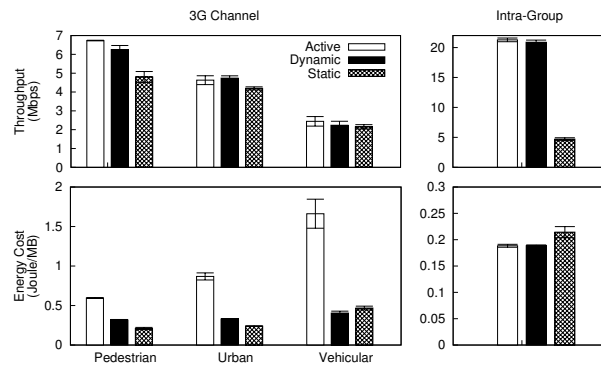 3G Channel
Intra-Group
Throughput
(Mbps)
7
6
5
4
3
2
1
0
Active
Dynamic
Static
20
15
10
5
0
Energy Cost
(Joule/MB)
2
1.5
1
0.5
0
Pedestrian
Urban
Vehicular
0.3
0.25
0.2
0.15
0.1
0.05
0